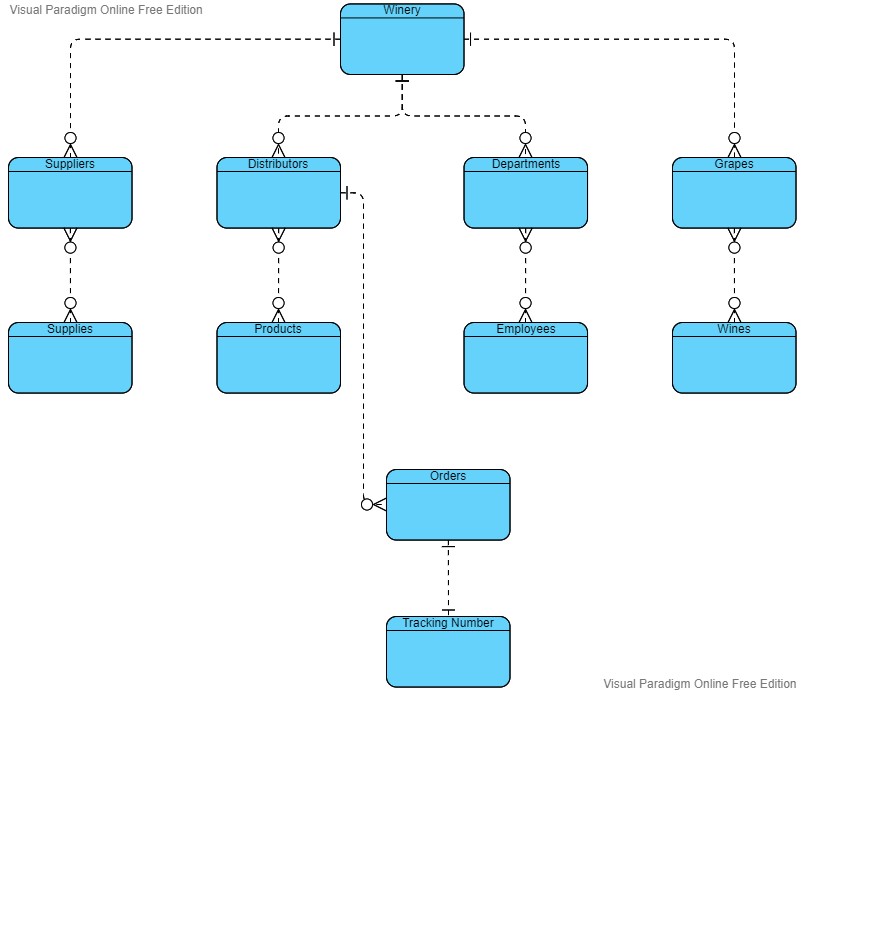 Visual Paradigm Online Free Edition
Winery
Suppliers
Distributors
Departments
Grapes
Supplies
Products
Employees
Wines
Orders
Tracking Number
Visual Paradigm Online Free Edition